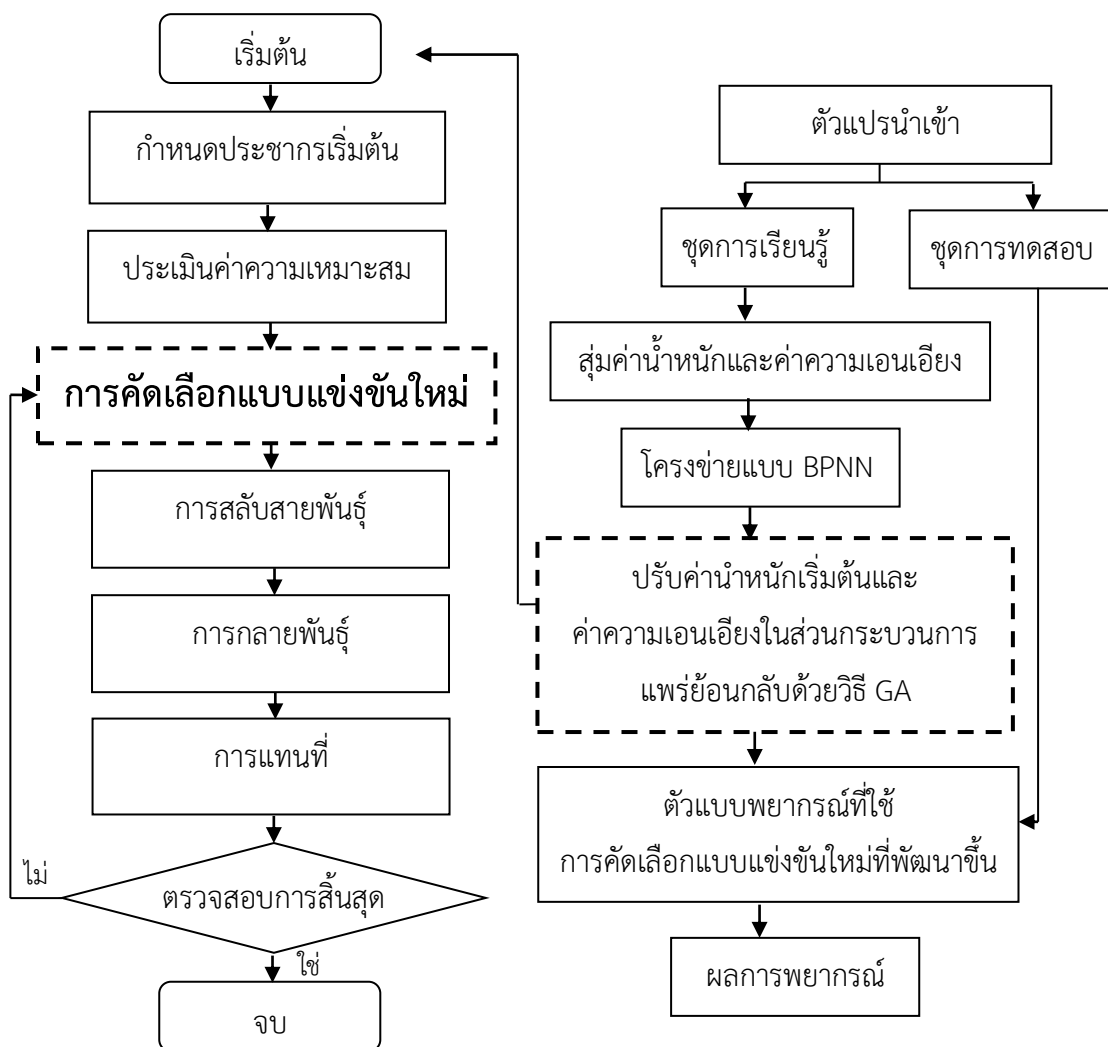 เริ่มต้น
กำหนดประชากรเริ่มต้น
ประเมินค่าความเหมาะสม
การคัดเลือกแบบแข่งขันใหม่
การสลับสายพันธุ์
การกลายพันธุ์
การแทนที่
ไม่
ตรวจสอบการสิ้นสุด
ใช่
จบ
ตัวแปรนำเข้า
ชุดการเรียนรู้
ชุดการทดสอบ
สุ่มค่าน้ำหนักและค่าความเอนเอียง
โครงข่ายแบบ BPNN
ปรับค่านำหนักเริ่มต้นและ
ค่าความเอนเอียงในส่วนกระบวนการ
แพร่ย้อนกลับด้วยวิธี GA
ตัวแบบพยากรณ์ที่ใช้
การคัดเลือกแบบแข่งขันใหม่ที่พัฒนาขึ้น
ผลการพยากรณ์